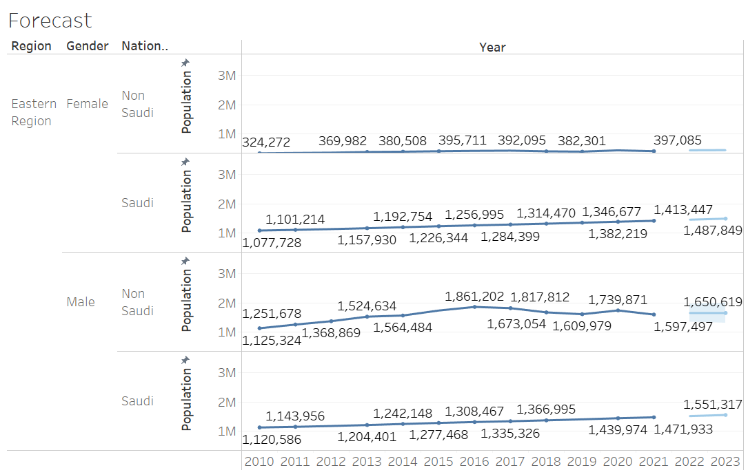 Forecast
Region Gender Nation.. Year
Eastern Region Female Non Saudi Population 3M 2M 1M
324,272 369,982 380,508 395,711 392,095 382,301 397,085
Saudi Population 3M 2M 1M
1,101,214 1,192,754 1,256,995 1,314,470 1,346,677 1,413,447
1,077,728 1,157,930 1,226,344 1,284,399 1,382,219 1,487,849
Male Non Saudi Population 3M 2M 1M
1,251,678 1,524,634 1,861,202 1,817,812 1,739,871 1,650,619
1,125,324 1,368,869 1,564,484 1,673,054 1,609,979 1,597,497
Saudi Population 3M 2M 1M
1,143,956 1,242,148 1,308,467 1,366,995 1,551,317
1,120,586 1,204,401 1,277,468 1,335,326 1,439,974 1,471,933
2010 2011 2012 2013 2014 2015 2016 2017 2018 2019 2020 2021 2022 2023